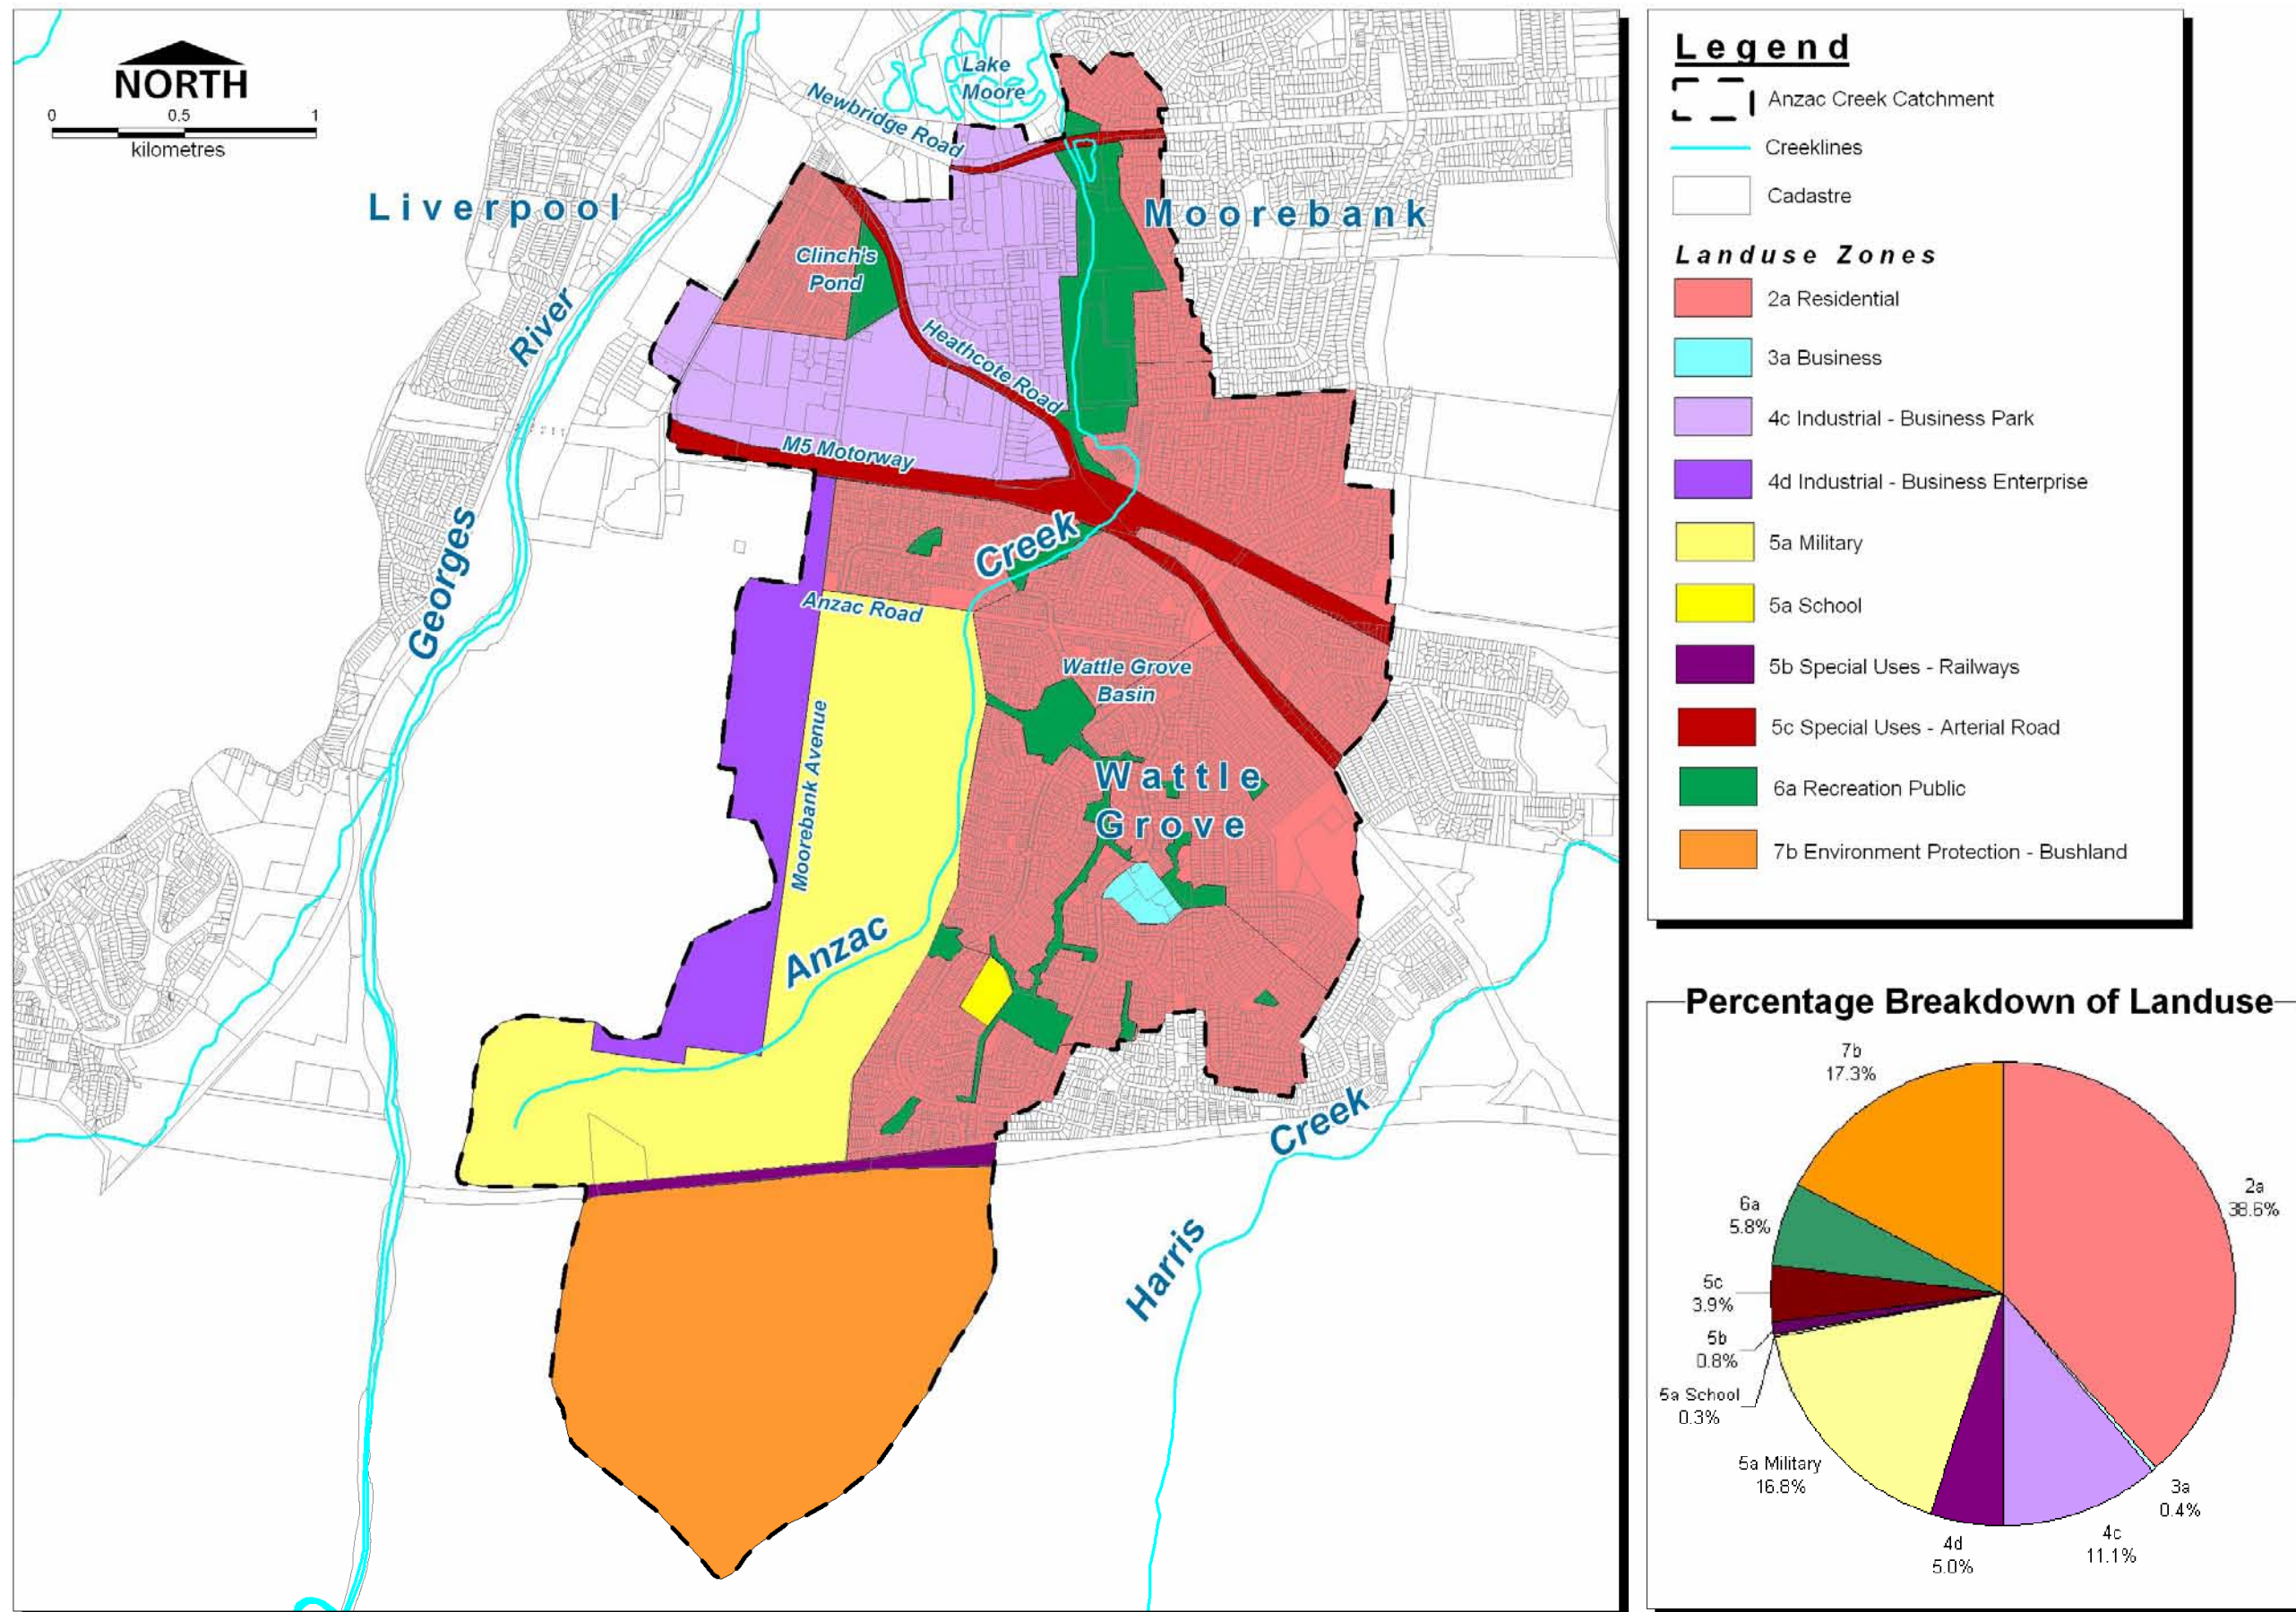 NORTH
0 0.5 1
kilometres
Liverpool
Georges
River
Newbridge Road
Lake
Moore
Moorebank
Clinch's
Pond
Heathcote Road
M5 Motorway
Creek
Anzac Road
Wattle Grove
Basin
Moorebank Avenue
Wattle
Grove
Anzac
Creek
Harris
Legend
Anzac Creek Catchment
Creeklines
Cadastre
Landuse Zones
2a Residential
3a Business
4c Industrial - Business Park
4d Industrial - Business Enterprise
5a Military
5a School
5b Special Uses - Railways
5c Special Uses - Arterial Road
6a Recreation Public
7b Environment Protection - Bushland
Percentage Breakdown of Landuse
7b
17.3%
2a
38.6%
6a
5.8%
5c
3.9%
5b
0.8%
5a School
0.3%
5a Military
16.8%
4d
5.0%
4c
11.1%
3a
0.4%